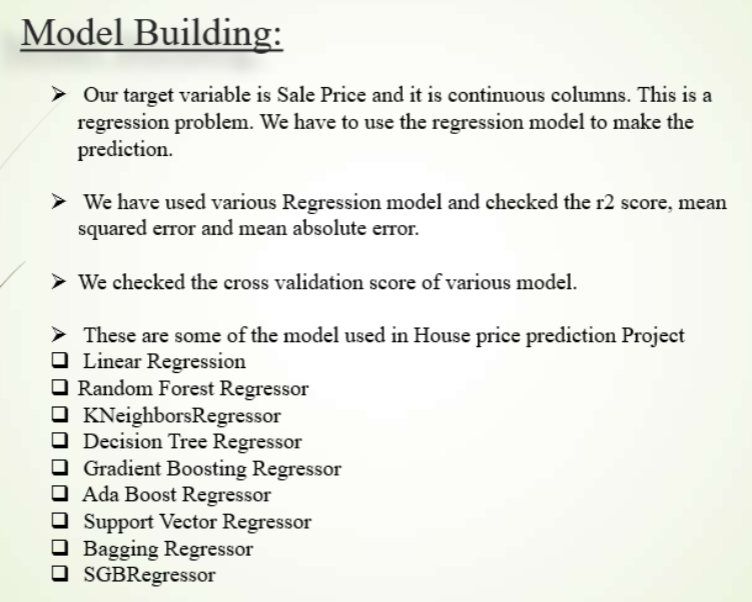 Model Building:
➢ Our target variable is Sale Price and it is continuous columns. This is a
regression problem. We have to use the regression model to make the
prediction.
➢ We have used various Regression model and checked the r2 score, mean
squared error and mean absolute error.
➢ We checked the cross validation score of various model.
➢ These are some of the model used in House price prediction Project
❑ Linear Regression
❑ Random Forest Regressor
❑ KNeighborsRegressor
❑ Decision Tree Regressor
❑ Gradient Boosting Regressor
❑ Ada Boost Regressor
❑ Support Vector Regressor
❑ Bagging Regressor
❑ SGBRegressor